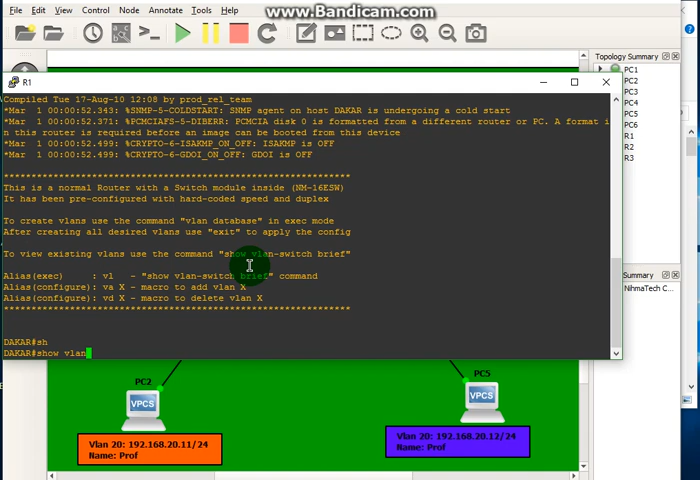 www.Bandicam.com
File Edit View Control Node Annotate Tools Help
Topology Summary
R1
PC1
PC2
PC3
PC4
PC5
PC6
R1
R2
R3
Compiled Tue 17-Aug-10 12:08 by prod_rel_team
*Mar  1 00:00:52.343: %SNMP-5-COLDSTART: SNMP agent on host DAKAR is undergoing a cold start
*Mar  1 00:00:52.371: %PCMCIAFS-5-DIBERR: PCMCIA disk 0 is formatted from a different router or PC. A format i
n this router is required before an image can be booted from this device
*Mar  1 00:00:52.499: %CRYPTO-6-ISAKMP_ON_OFF: ISAKMP is OFF
*Mar  1 00:00:52.499: %CRYPTO-6-GDOI_ON_OFF: GDOI is OFF
***************************************************************
This is a normal Router with a Switch module inside (NM-16ESW)
It has been pre-configured with hard-coded speed and duplex
To create vlans use the command "vlan database" in exec mode
After creating all desired vlans use "exit" to apply the config
To view existing vlans use the command "show vlan-switch brief"
Alias(exec)     : vl   - "show vlan-switch brief" command
Alias(configure): va X - macro to add vlan X
Alias(configure): vd X - macro to delete vlan X
***************************************************************
DAKAR#sh
DAKAR#show vlan
Summary
NihmaTech C
PC2
VPCS
Vlan 20: 192.168.20.11/24
Name: Prof
PC5
VPCS
Vlan 20: 192.168.20.12/24
Name: Prof